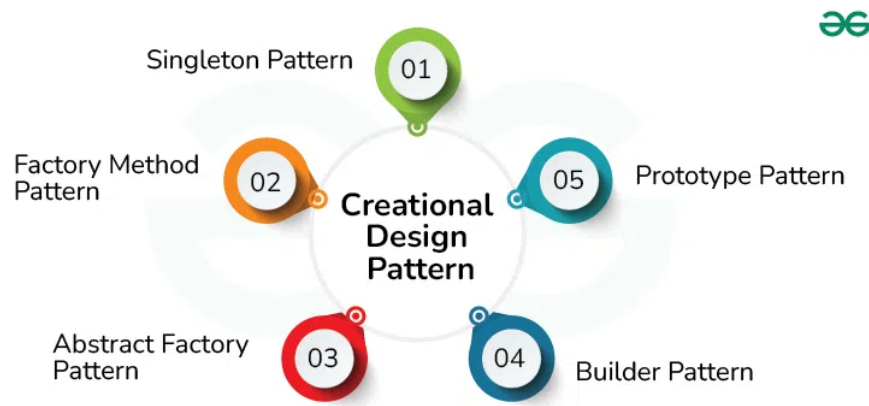 Singleton Pattern
01
Factory Method
Pattern
02
05
Prototype Pattern
Creational
Design
Pattern
Abstract Factory
Pattern
03
04
Builder Pattern